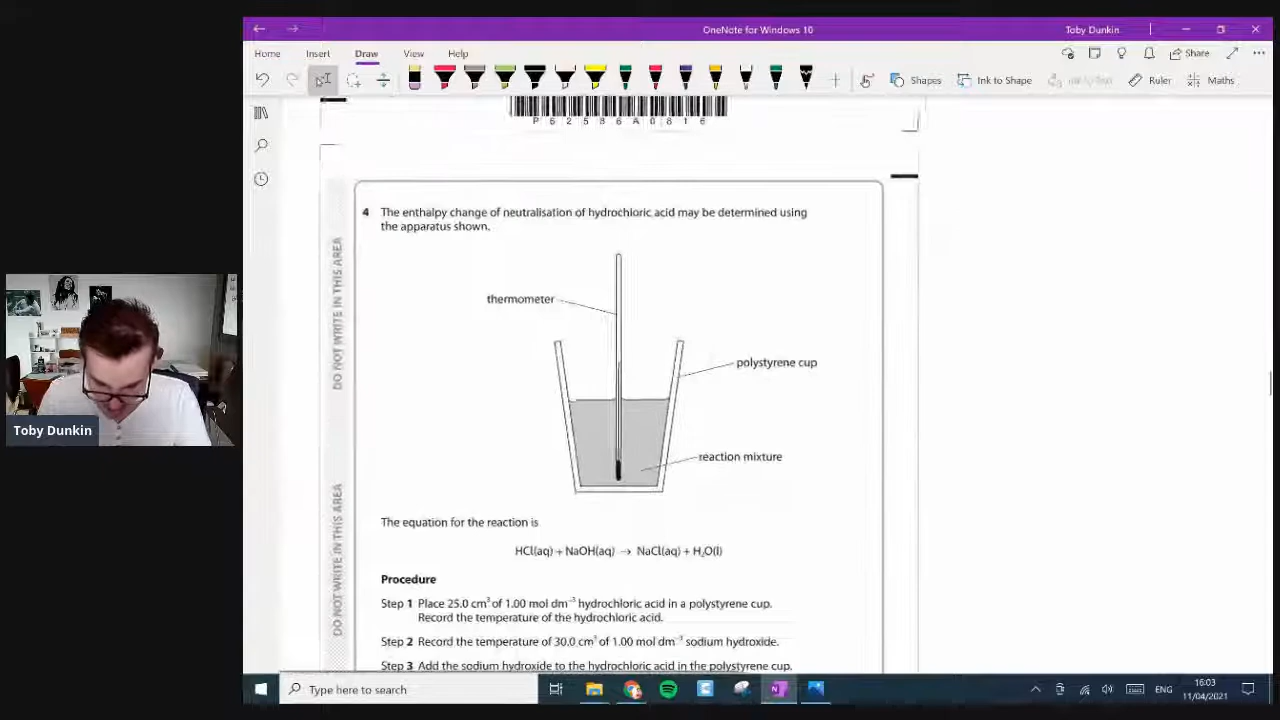 OneNote for Windows 10
Toby Dunkin
Home
Insert
Draw
View
Help
Share
Shapes
Ink to Shape
Ink to Math
Ruler
Maths
P 6 2 5 8 6 A 0 8 1 6
DO NOT WRITE IN THIS AREA
DO NOT WRITE IN THIS AREA
4 The enthalpy change of neutralisation of hydrochloric acid may be determined using
the apparatus shown.
thermometer
polystyrene cup
reaction mixture
The equation for the reaction is
HCl(aq) + NaOH(aq) → NaCl(aq) + H₂O(l)
Procedure
Step 1 Place 25.0 cm³ of 1.00 mol dm⁻³ hydrochloric acid in a polystyrene cup.
Record the temperature of the hydrochloric acid.
Step 2 Record the temperature of 30.0 cm³ of 1.00 mol dm⁻³ sodium hydroxide.
Step 3 Add the sodium hydroxide to the hydrochloric acid in the polystyrene cup.
Toby Dunkin
Type here to search
ENG
16:03
11/04/2021